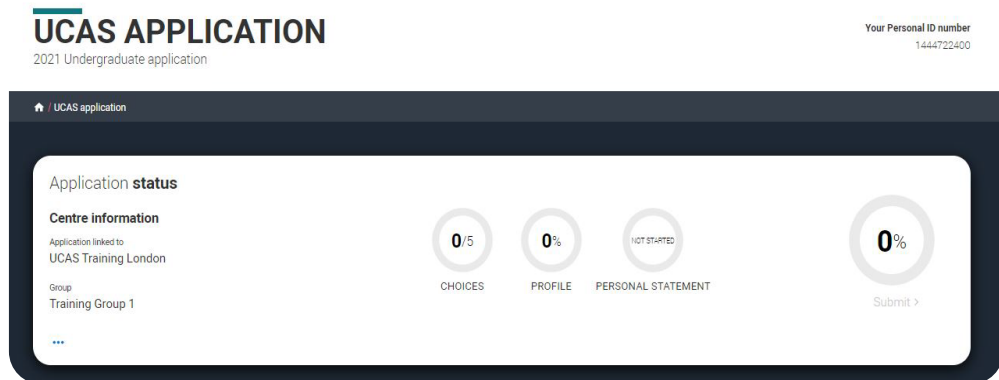 UCAS APPLICATION
2021 Undergraduate application
Your Personal ID number
1444722400
/ UCAS application
Application status
Centre information
Application linked to
UCAS Training London
Group
Training Group 1
...
0/5
CHOICES
0%
PROFILE
NOT STARTED
PERSONAL STATEMENT
0%
Submit >